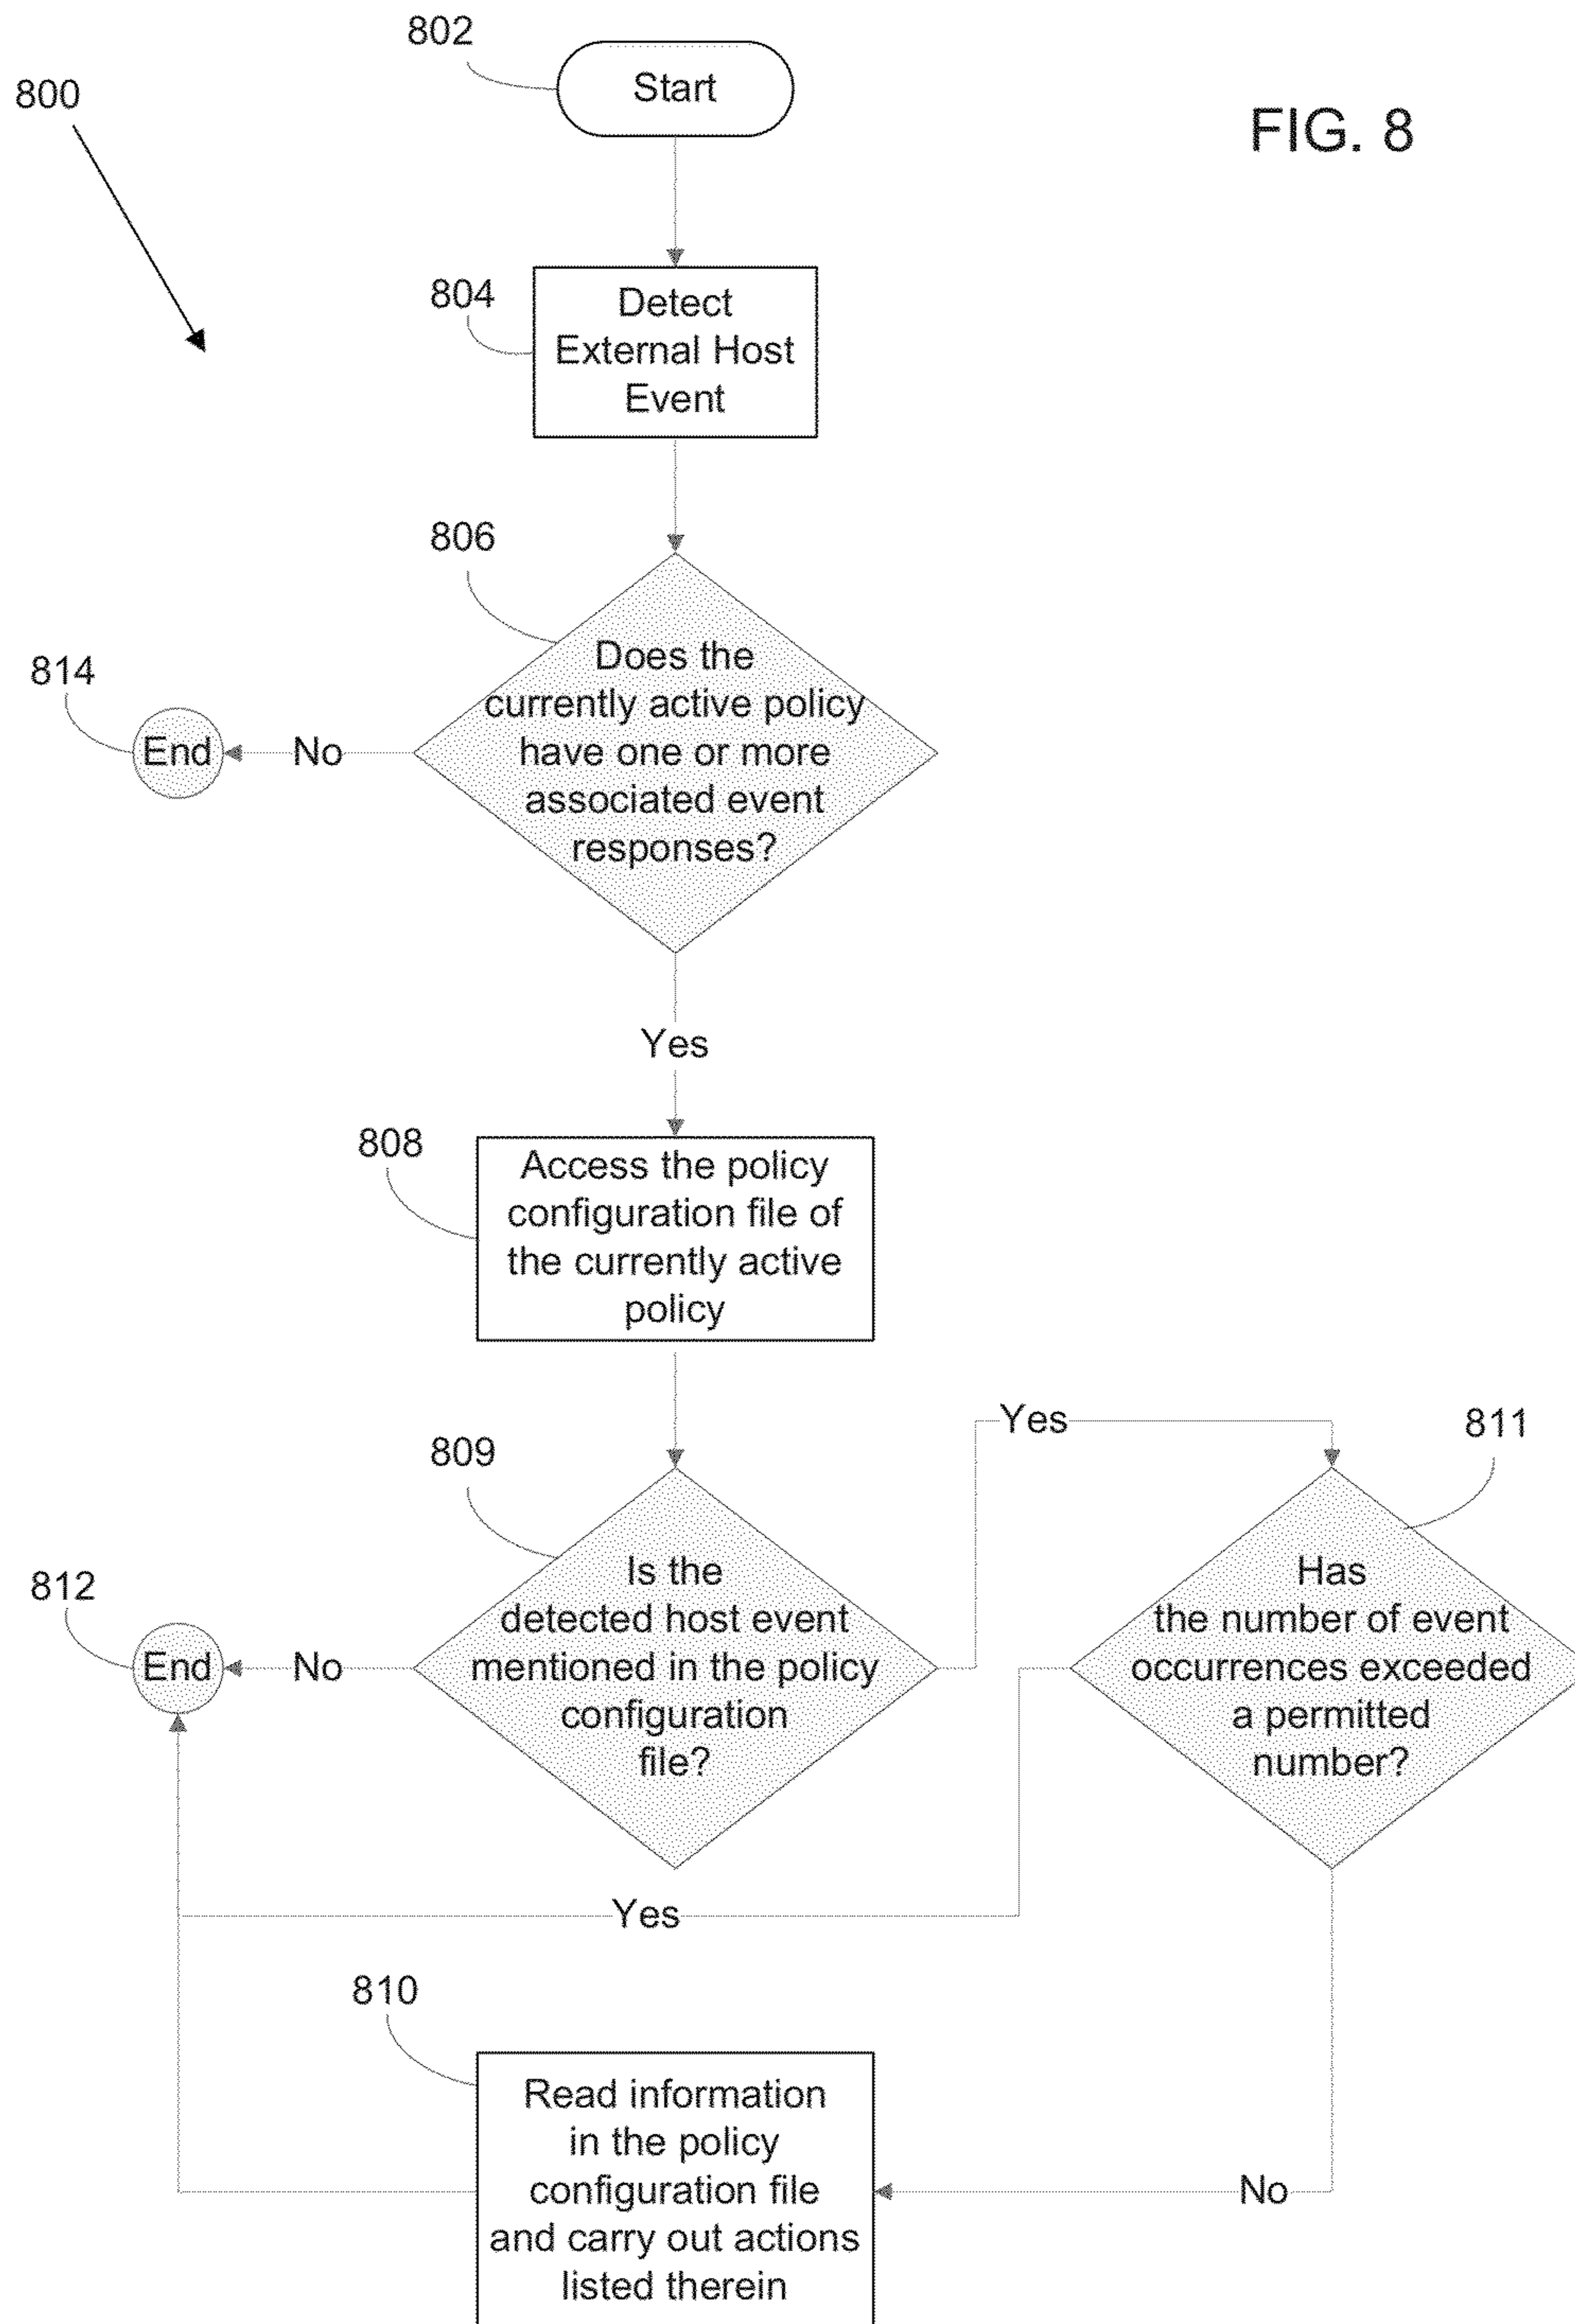 802
Start
800
FIG. 8
804
Detect
External Host
Event
806
Does the
currently active policy
have one or more
associated event
responses?
814
End
No
Yes
808
Access the policy
configuration file of
the currently active
policy
Yes
811
809
Is the
detected host event
mentioned in the policy
configuration
file?
Has
the number of event
occurrences exceeded
a permitted
number?
812
End
No
Yes
810
Read information
in the policy
configuration file
and carry out actions
listed therein
No